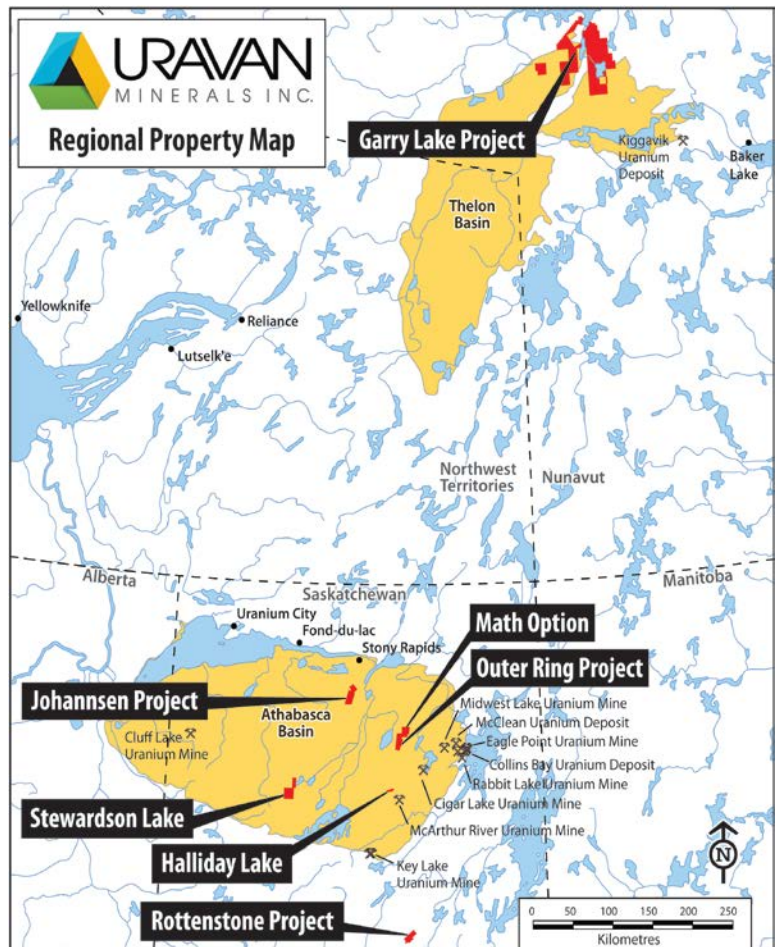 URAVAN
MINERALS INC.
Regional Property Map
Garry Lake Project
Kiggavik
Uranium
Deposit
Baker
Lake
Thelon
Basin
Yellowknife
Reliance
Lutselk'e
Northwest
Territories
Nunavut
Alberta
Saskatchewan
Manitoba
Uranium City
Fond-du-lac
Stony Rapids
Math Option
Outer Ring Project
Johannsen Project
Athabasca
Basin
Cluff Lake
Uranium Mine
Midwest Lake Uranium Mine
McClean Uranium Deposit
Eagle Point Uranium Mine
Collins Bay Uranium Deposit
Rabbit Lake Uranium Mine
Cigar Lake Uranium Mine
McArthur River Uranium Mine
Stewardson Lake
Halliday Lake
Key Lake
Uranium Mine
Rottenstone Project
N
0 50 100 150 200 250
Kilometres